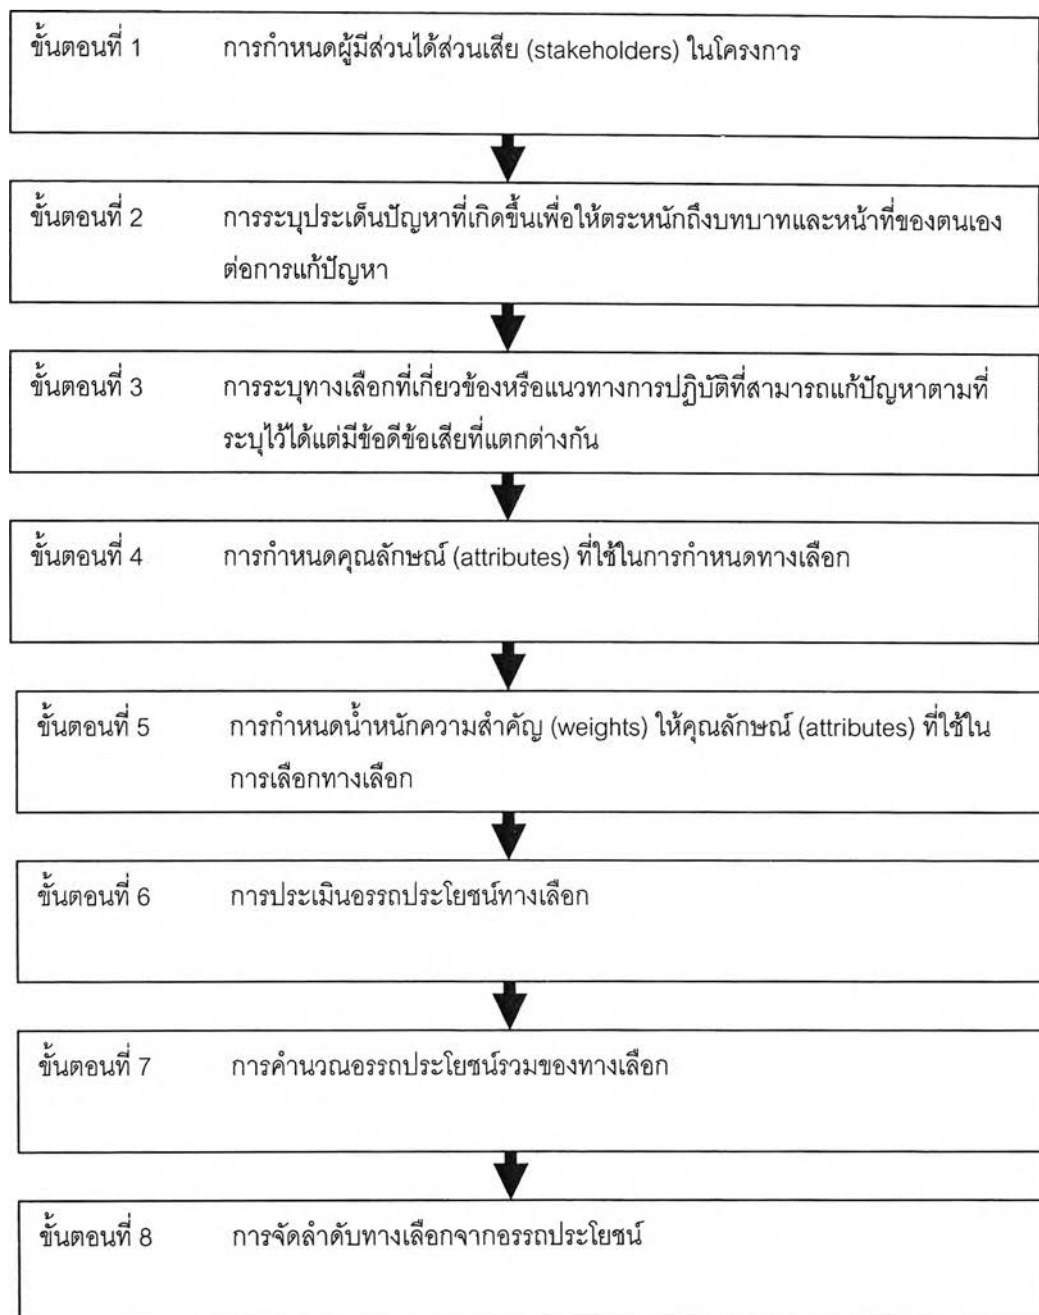 ขั้นตอนที่ 1 การกำหนดผู้มีส่วนได้ส่วนเสีย (stakeholders) ในโครงการ
ขั้นตอนที่ 2 การระบุประเด็นปัญหาที่เกิดขึ้นเพื่อให้ตระหนักถึงบทบาทและหน้าที่ของตนเอง
ต่อการแก้ปัญหา
ขั้นตอนที่ 3 การระบุทางเลือกที่เกี่ยวข้องหรือแนวทางการปฏิบัติที่สามารถแก้ปัญหาตามที่
ระบุไว้ได้แต่มีข้อดีข้อเสียที่แตกต่างกัน
ขั้นตอนที่ 4 การกำหนดคุณลักษณ์ (attributes) ที่ใช้ในการกำหนดทางเลือก
ขั้นตอนที่ 5 การกำหนดน้ำหนักความสำคัญ (weights) ให้คุณลักษณ์ (attributes) ที่ใช้ใน
การเลือกทางเลือก
ขั้นตอนที่ 6 การประเมินอรรถประโยชน์ทางเลือก
ขั้นตอนที่ 7 การคำนวณอรรถประโยชน์รวมของทางเลือก
ขั้นตอนที่ 8 การจัดลำดับทางเลือกจากอรรถประโยชน์